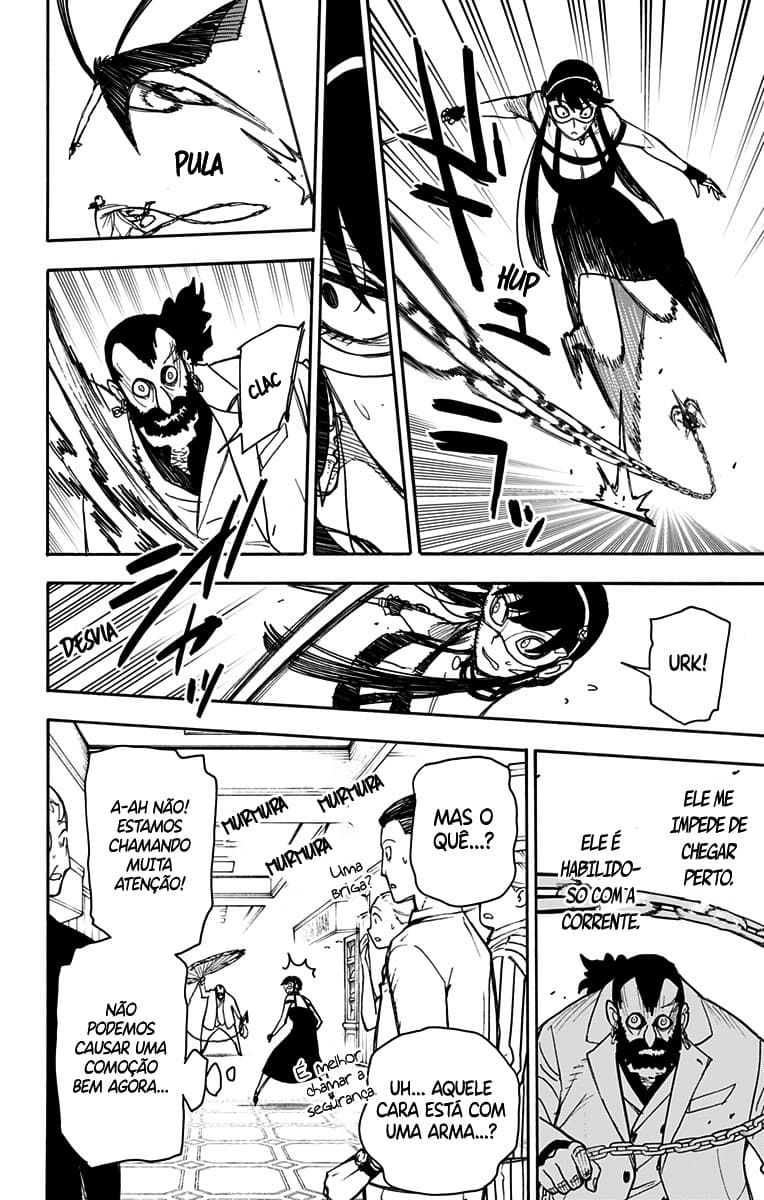 HUP
PULA
CLAC
DESVIA
URK!
ELE ME
IMPEDE DE
CHEGAR
PERTO.
ELE É
HABILIDO-
SO COM A
CORRENTE.
MAS O
QUÊ...?
MURMURA
MURMURA
MURMURA
Uma
Briga?
A-AH NÃO!
ESTAMOS
CHAMANDO
MUITA
ATENÇÃO!
UH... AQUELE
CARA ESTÁ COM
UMA ARMA...?
É melhor
chamar a
segurança.
NÃO
PODEMOS
CAUSAR UMA
COMOÇÃO
BEM AGORA...